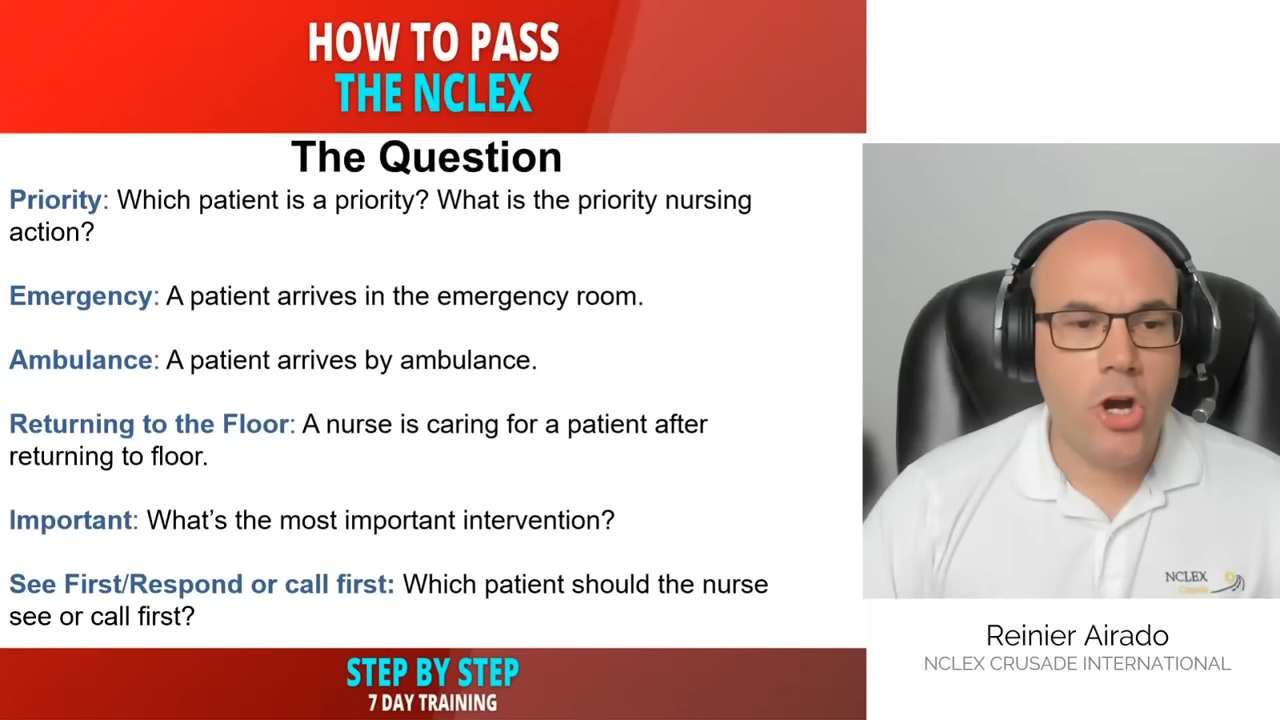 HOW TO PASS
THE NCLEX
The Question
Priority: Which patient is a priority? What is the priority nursing
action?
Emergency: A patient arrives in the emergency room.
Ambulance: A patient arrives by ambulance.
Returning to the Floor: A nurse is caring for a patient after
returning to floor.
Important: What’s the most important intervention?
See First/Respond or call first: Which patient should the nurse
see or call first?
STEP BY STEP
7 DAY TRAINING
NCLEX
Reinier Airado
NCLEX CRUSADE INTERNATIONAL